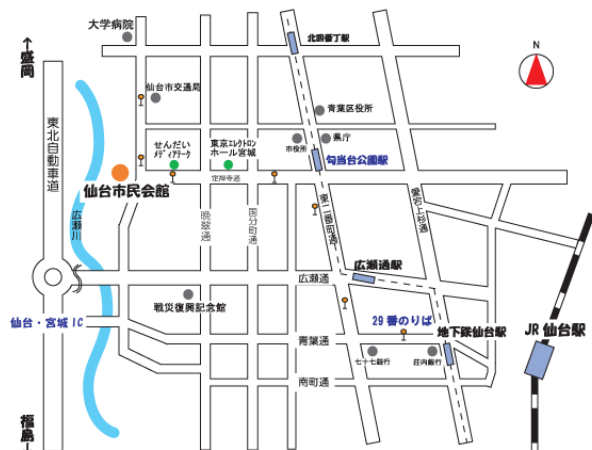 大学病院
北四番丁駅
N
↑盛岡
仙台市交通局
青葉区役所
東北自動車道
せんだい
メディアテーク
東京エレクトロン
ホール宮城
市役所
県庁
勾当台公園駅
仙台市民会館
定禅寺通
広瀬川
晩翠通
国分町通
東二番町通
愛宮上杉通
広瀬通駅
広瀬通
戦災復興記念館
仙台・宮城IC
29番のりば
地下鉄仙台駅
JR仙台駅
青葉通
七十七銀行
荘内銀行
南町通
福島↓